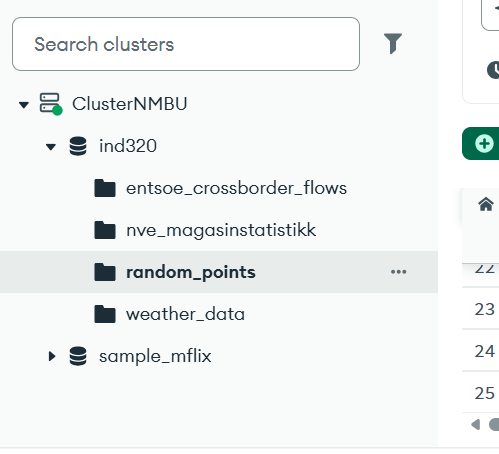 Search clusters
ClusterNMBU
ind320
entsoe_crossborder_flows
nve_magasinstatistikk
random_points
weather_data
sample_mflix
22
23
24
25